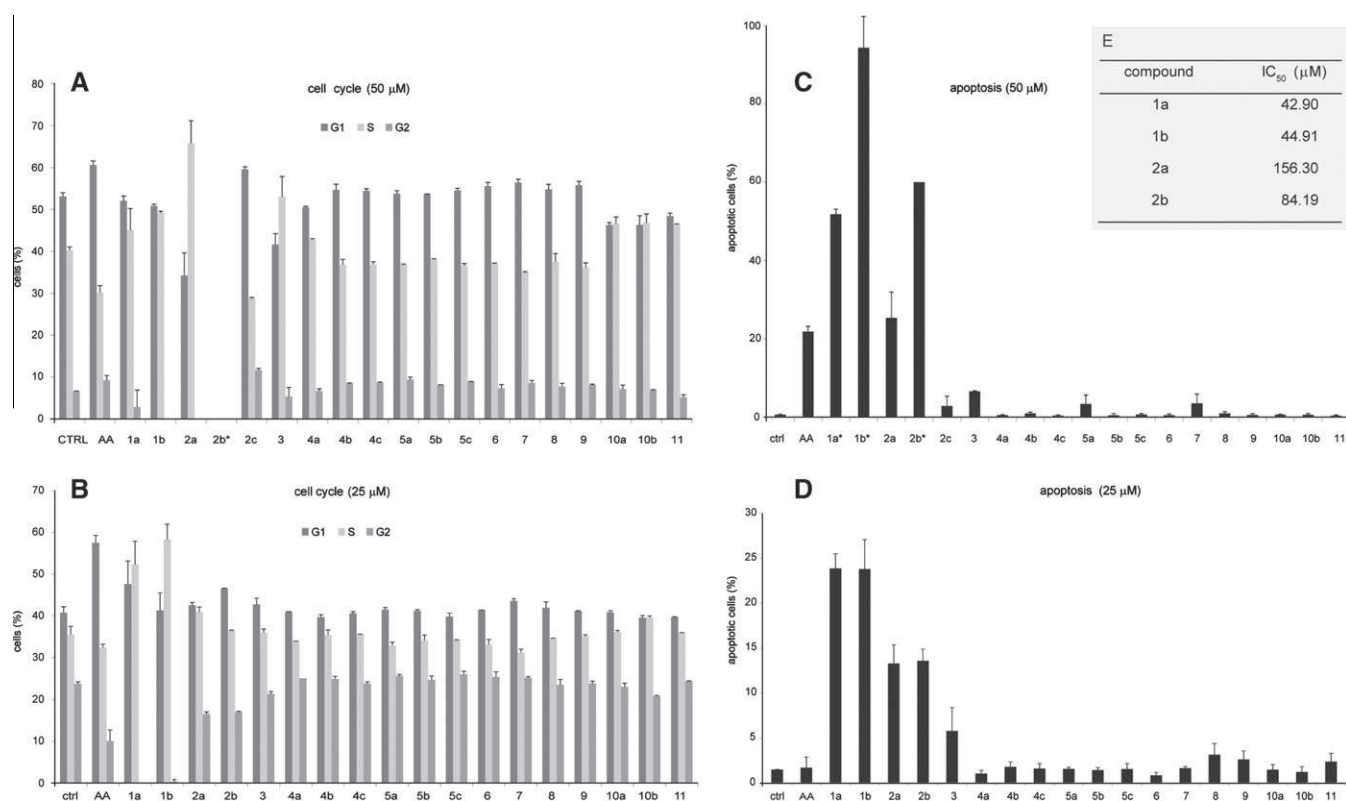 A
cell cycle (50 μM)
G1 S G2
80
70
60
50
40
30
20
10
0
cells (%)
CTRL AA 1a 1b 2a 2b* 2c 3 4a 4b 4c 5a 5b 5c 6 7 8 9 10a 10b 11
B
cell cycle (25 μM)
G1 S G2
70
60
50
40
30
20
10
0
cells (%)
ctrl AA 1a 1b 2a 2b 3 4a 4b 4c 5a 5b 5c 6 7 8 9 10a 10b 11
C
apoptosis (50 μM)
100
80
60
40
20
0
apoptotic cells (%)
ctrl AA 1a* 1b* 2a 2b* 2c 3 4a 4b 4c 5a 5b 5c 6 7 8 9 10a 10b 11
E
compound IC50 (μM)
1a 42.90
1b 44.91
2a 156.30
2b 84.19
D
apoptosis (25 μM)
30
25
20
15
10
5
0
apoptotic cells (%)
ctrl AA 1a 1b 2a 2b 3 4a 4b 4c 5a 5b 5c 6 7 8 9 10a 10b 11